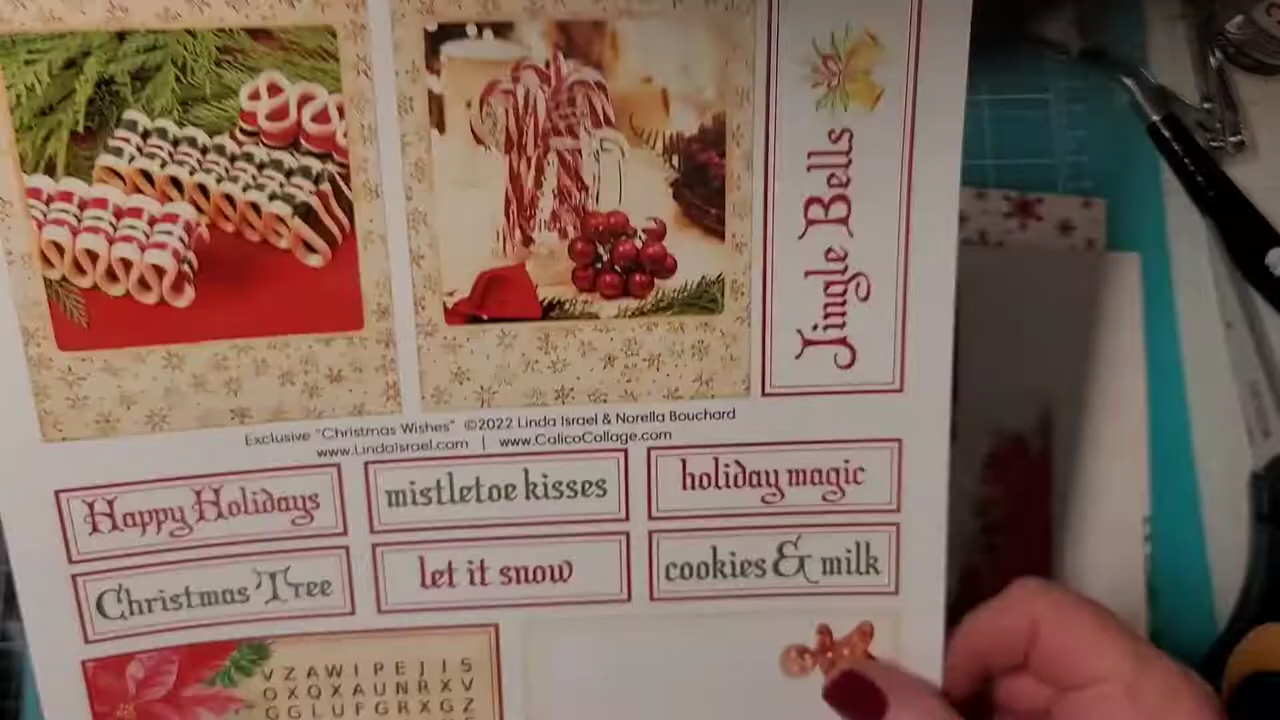 Jingle Bells
Exclusive "Christmas Wishes" ©2022 Linda Israel & Norella Bouchard
www.LindaIsrael.com | www.CalicoCollage.com
Happy Holidays
mistletoe kisses
holiday magic
Christmas Tree
let it snow
cookies & milk
V Z A W I P E J I S
O X Q X A U N R X V
G G L U F G R X G Z